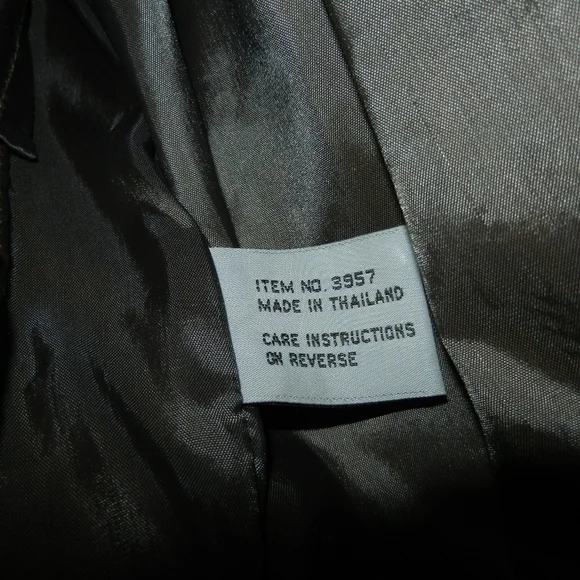 ITEM NO. 3957
MADE IN THAILAND
CARE INSTRUCTIONS
ON REVERSE